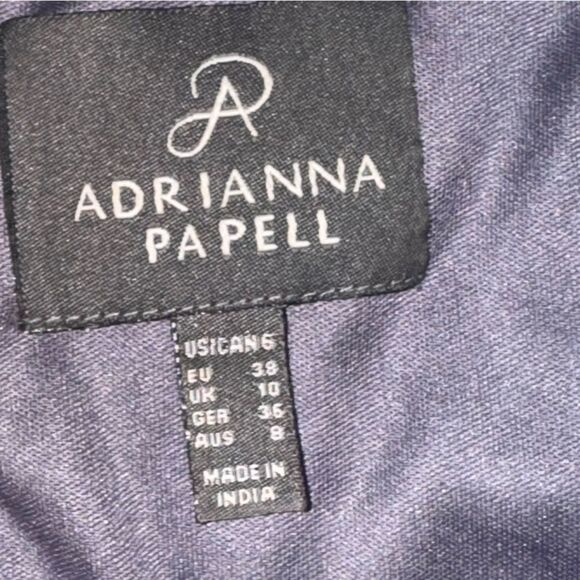 ADRIANNA
PAPELL
US/CAN 6
EU 38
UK 10
GER 36
AUS 8
MADE IN
INDIA